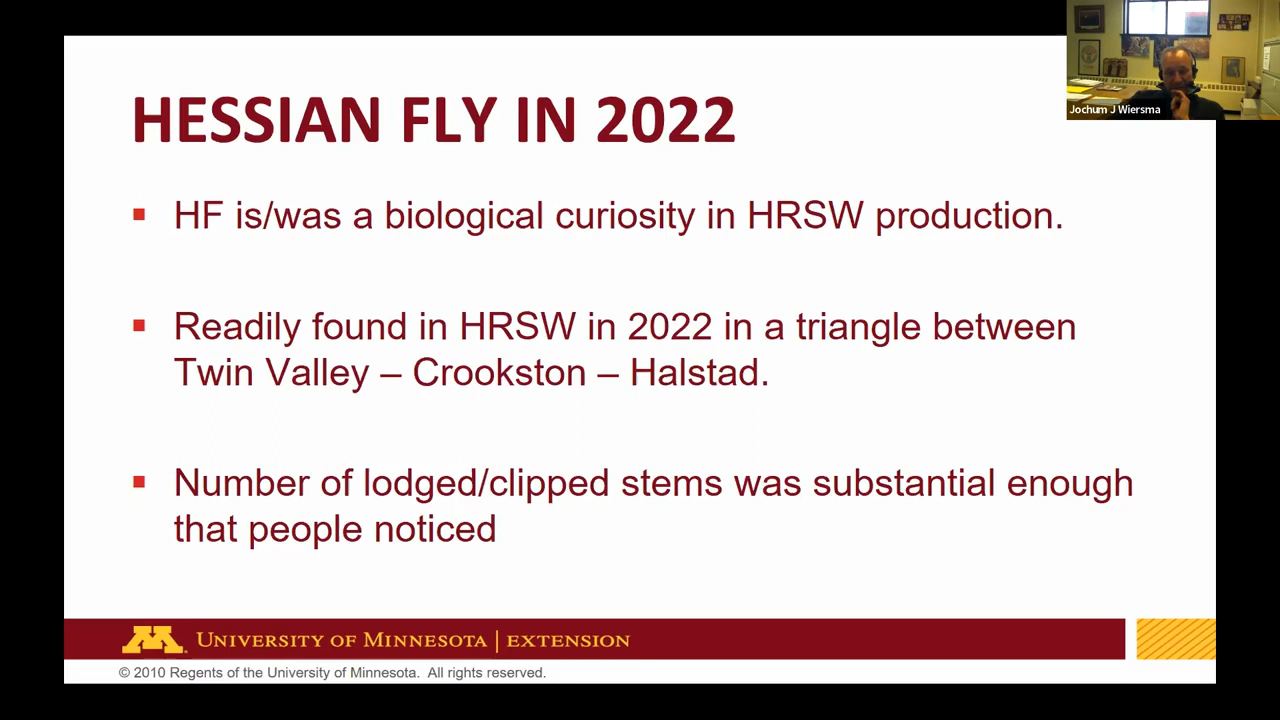 HESSIAN FLY IN 2022
Jochum J Wiersma
▪ HF is/was a biological curiosity in HRSW production.
▪ Readily found in HRSW in 2022 in a triangle between
Twin Valley – Crookston – Halstad.
▪ Number of lodged/clipped stems was substantial enough
that people noticed
M
UNIVERSITY OF MINNESOTA | EXTENSION
© 2010 Regents of the University of Minnesota. All rights reserved.